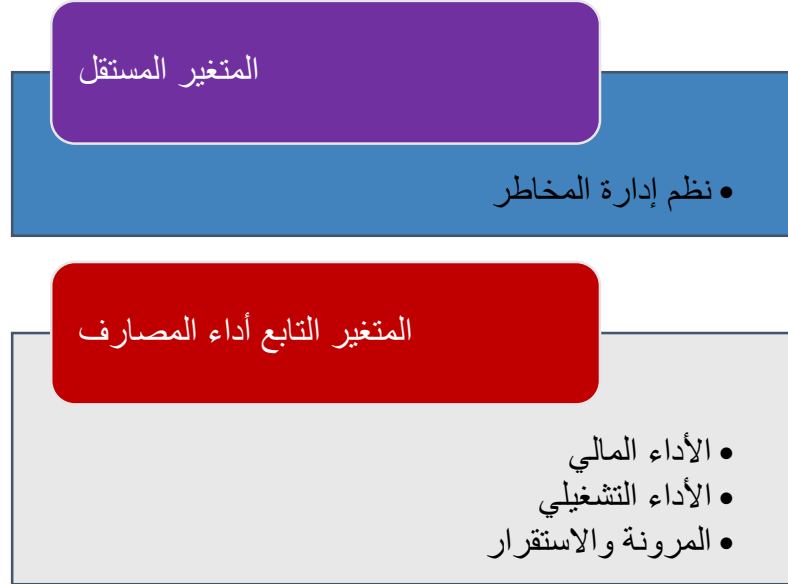 المتغير المستقل
• نظم إدارة المخاطر
المتغير التابع أداء المصارف
• الأداء المالي
• الأداء التشغيلي
• المرونة والاستقرار